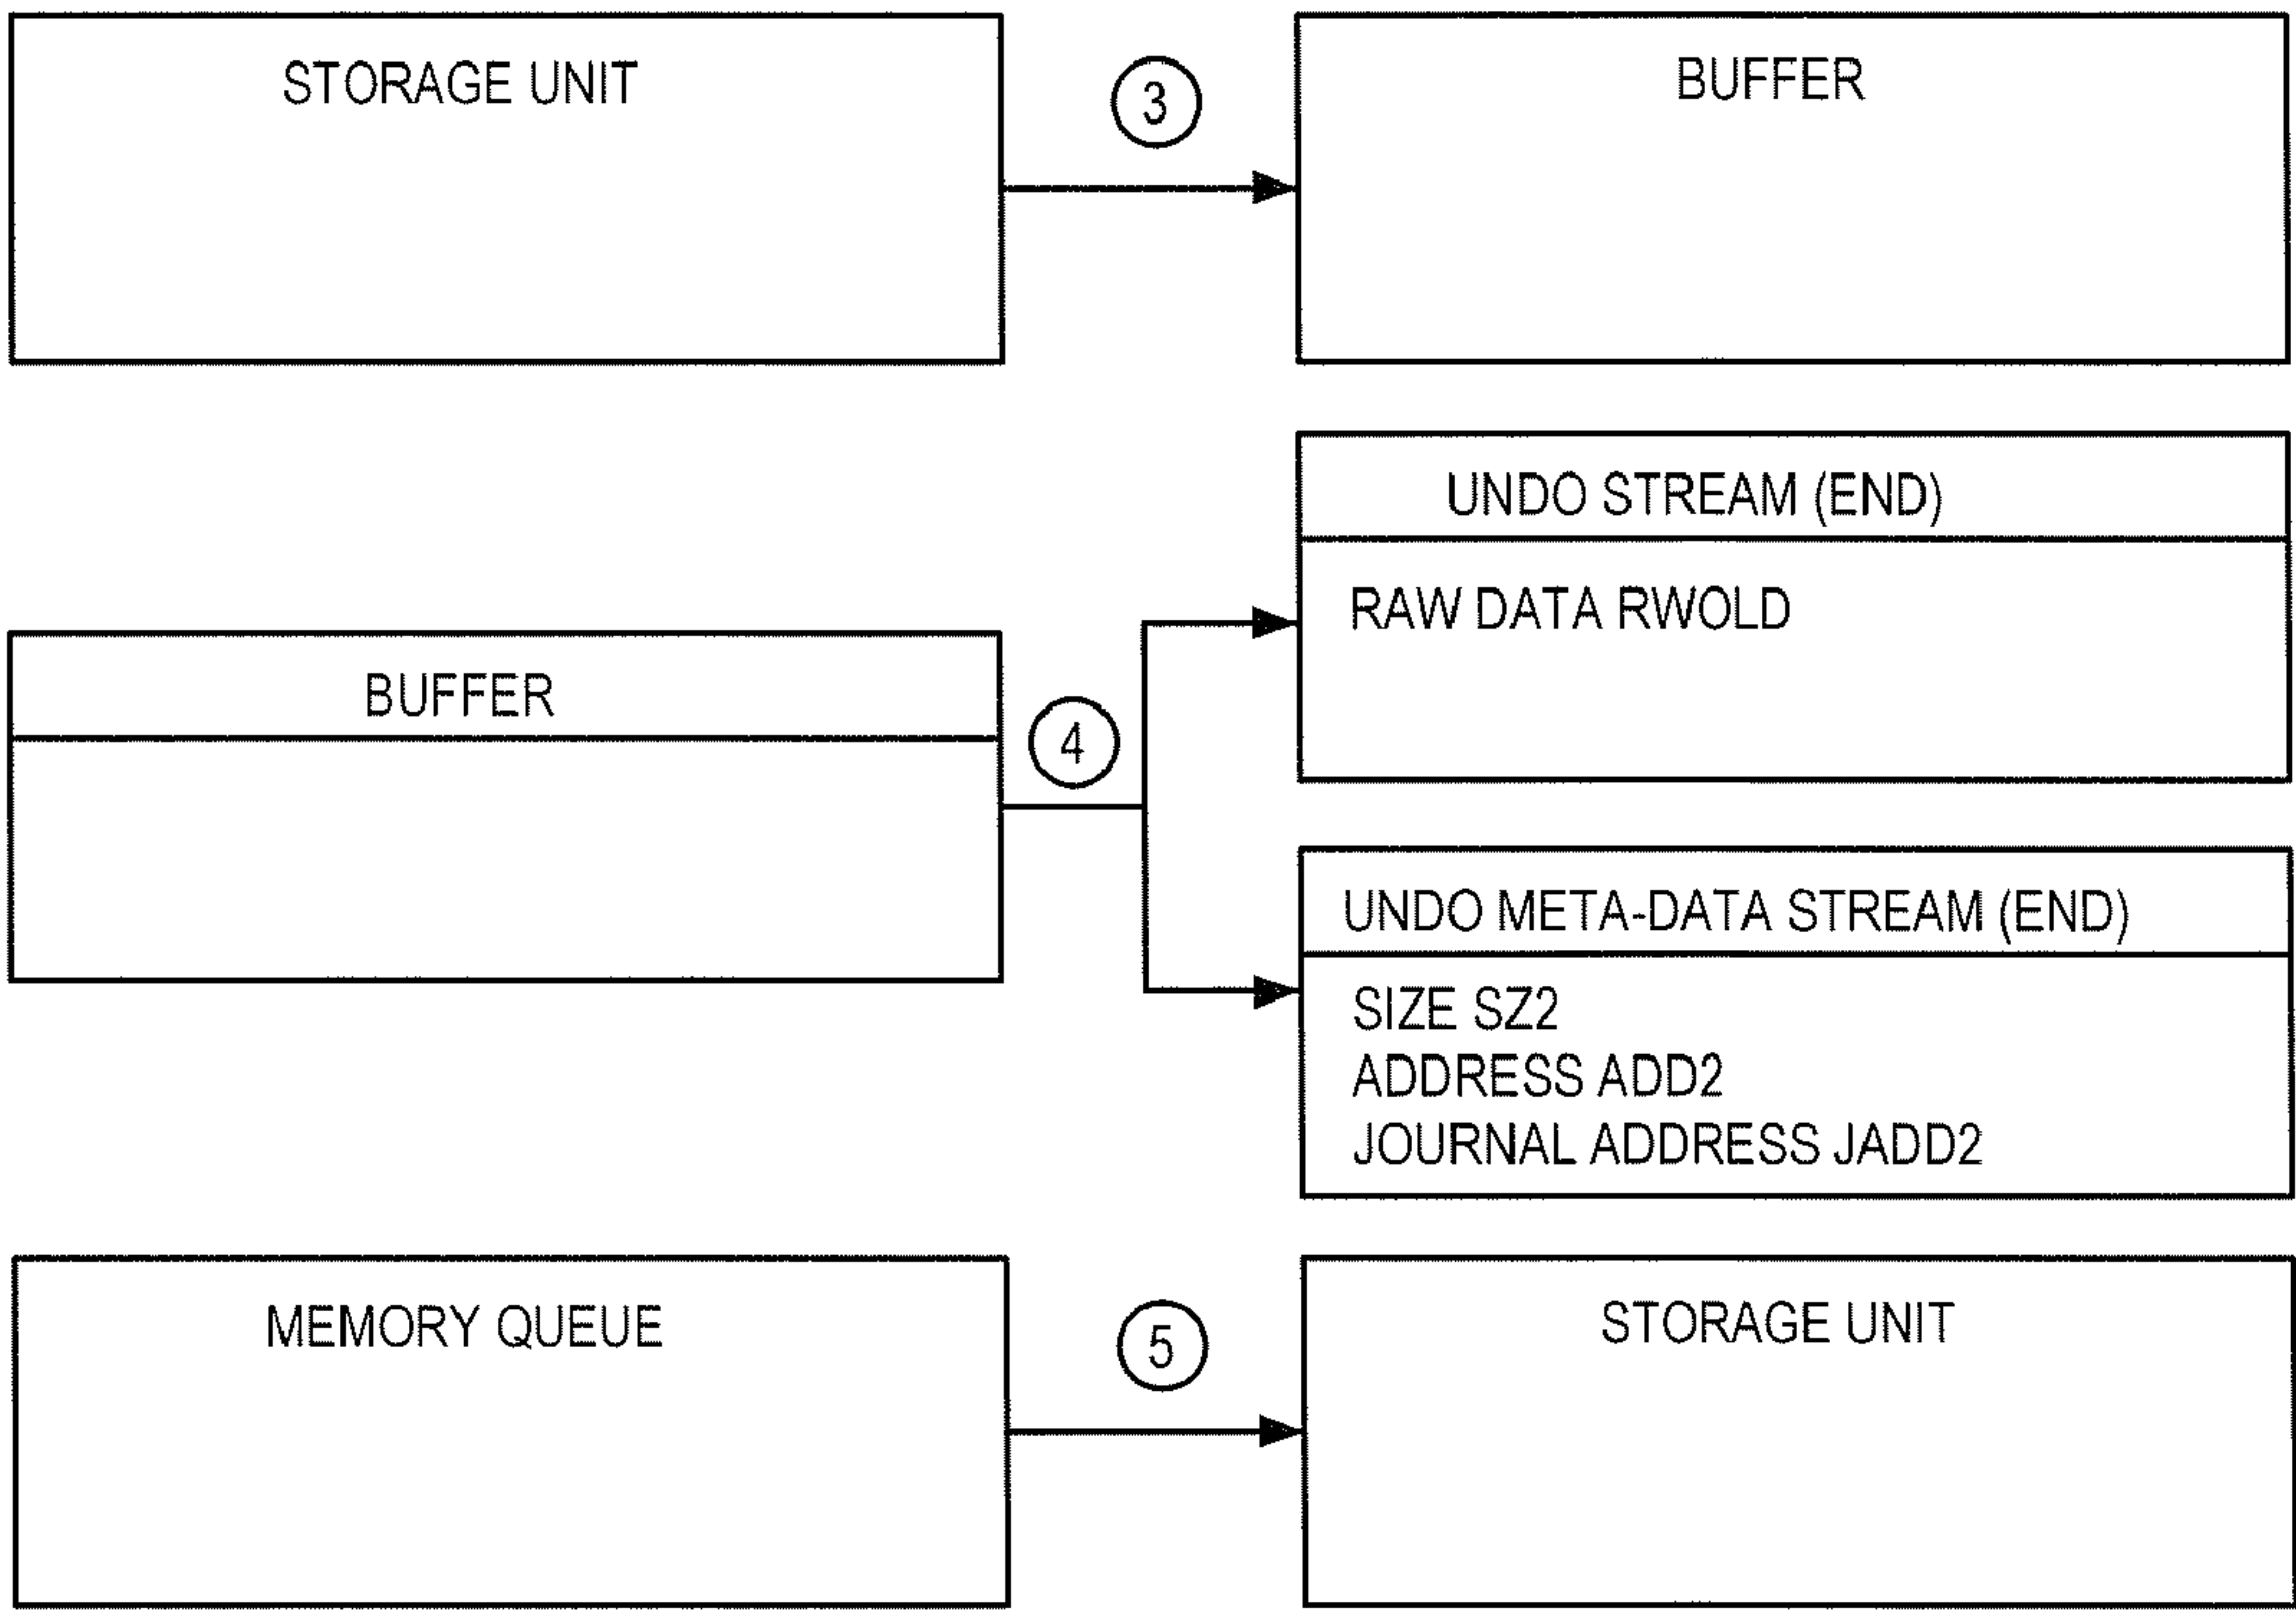 STORAGE UNIT
3
BUFFER
UNDO STREAM (END)
RAW DATA RWOLD
BUFFER
4
UNDO META-DATA STREAM (END)
SIZE SZ2
ADDRESS ADD2
JOURNAL ADDRESS JADD2
MEMORY QUEUE
5
STORAGE UNIT